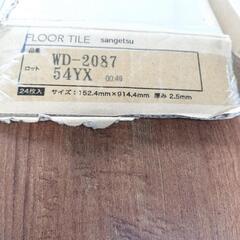 FLOOR TILE sangetsu
品番 WD-2087
ロット 54YX 00:49
24枚入 サイズ：152.4mm×914.4mm 厚み 2.5mm